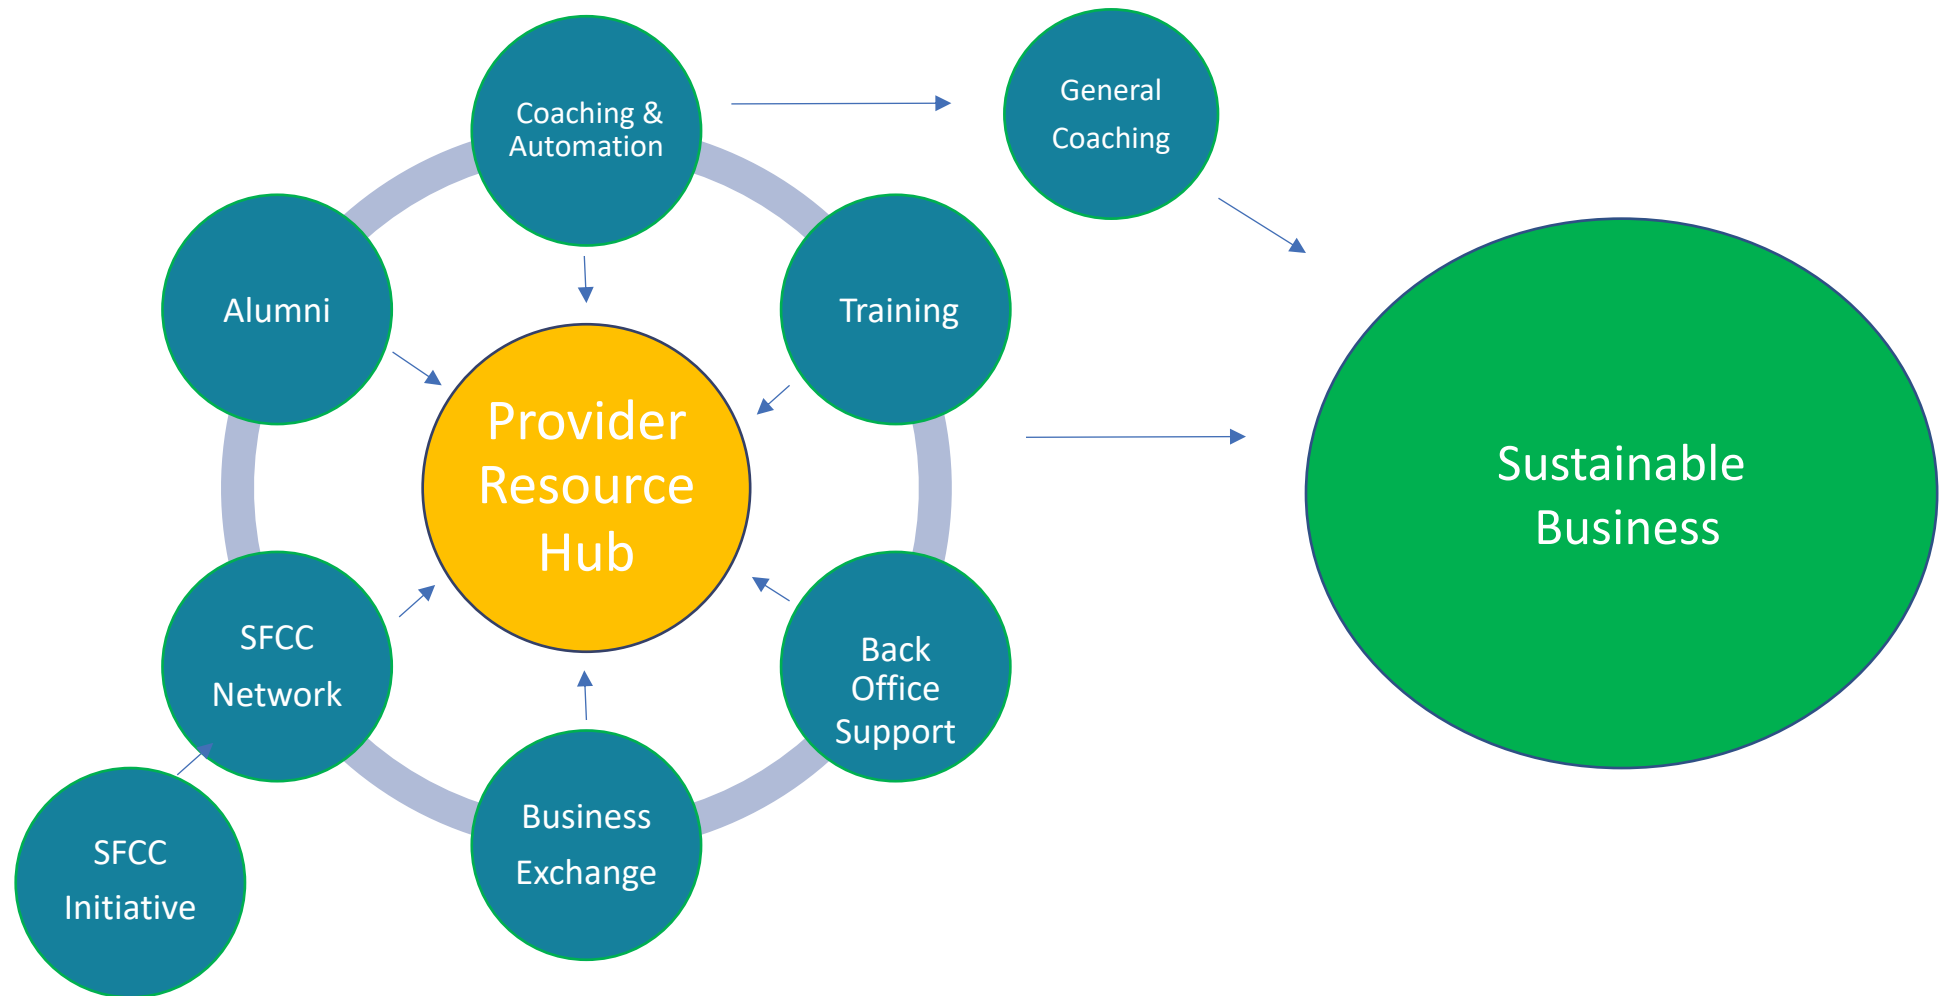 Coaching &
Automation
General
Coaching
Alumni
Training
Provider
Resource
Hub
Sustainable
Business
SFCC
Network
Back
Office
Support
Business
Exchange
SFCC
Initiative